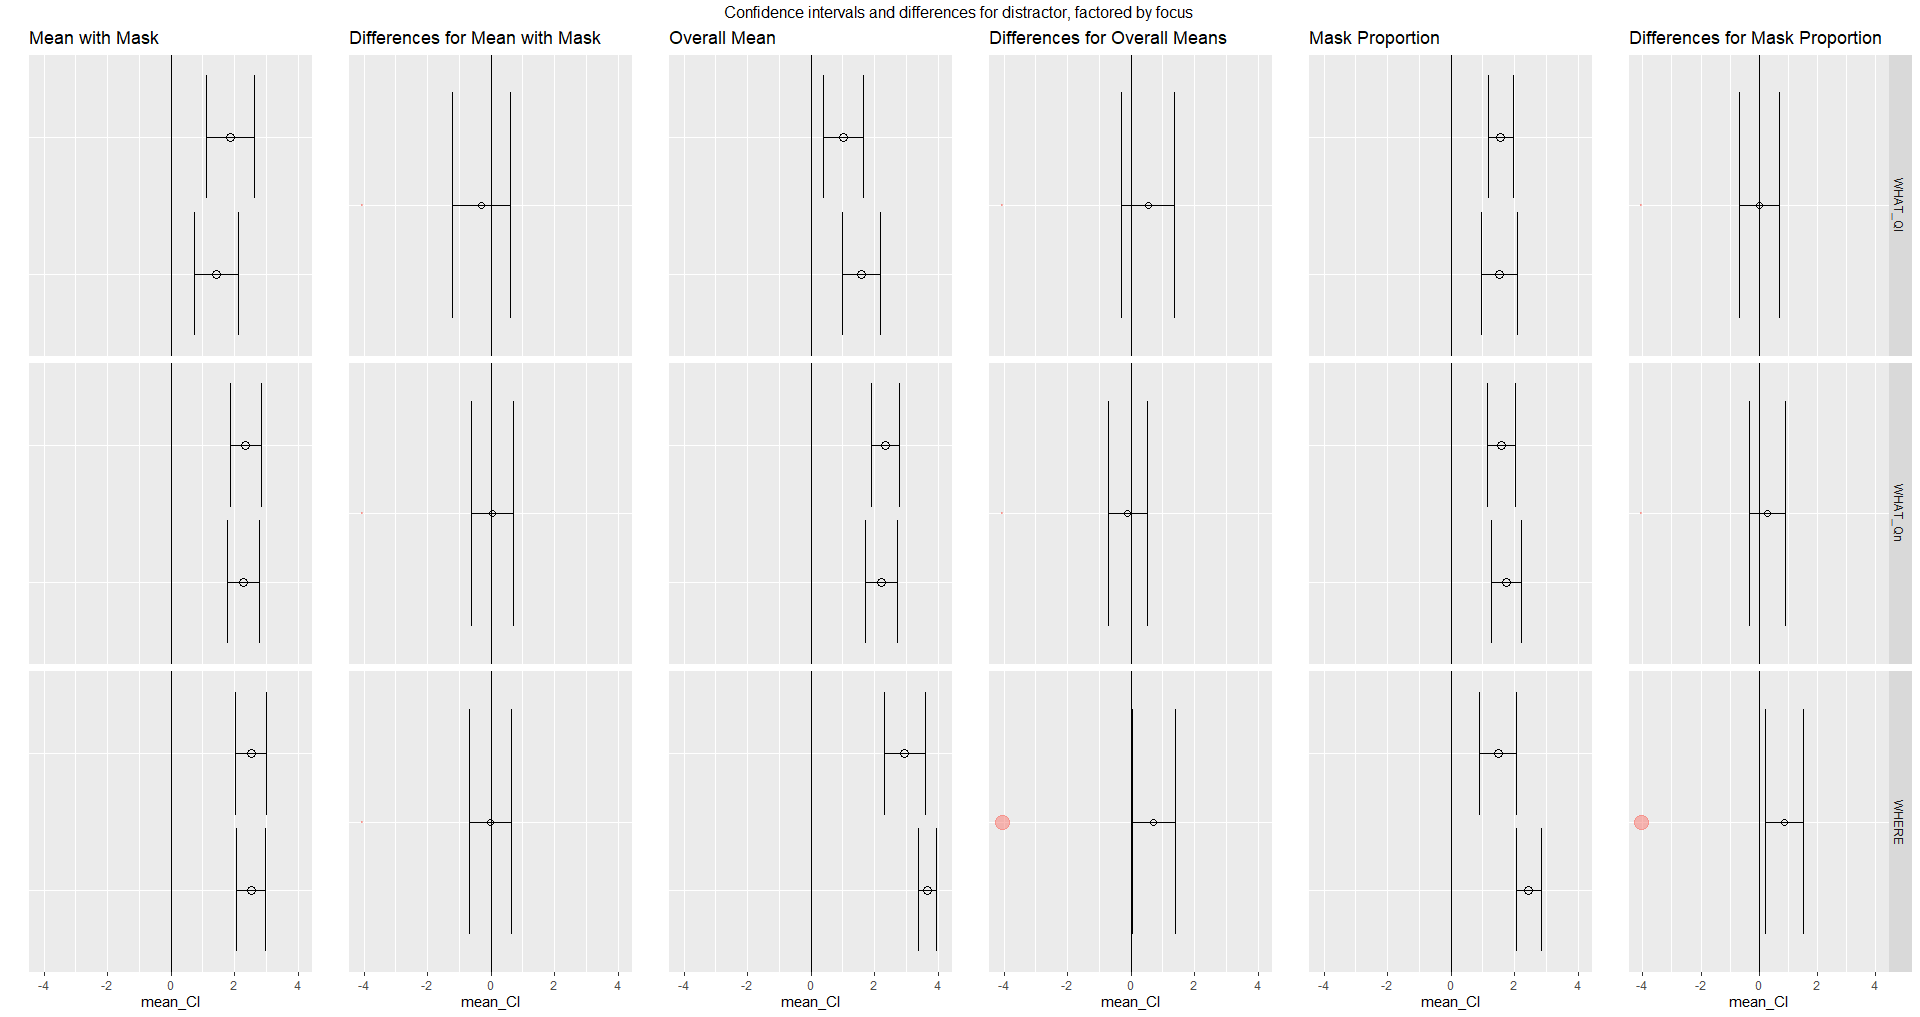 Confidence intervals and differences for distractor, factored by focus
Mean with Mask
Differences for Mean with Mask
Overall Mean
Differences for Overall Means
Mask Proportion
Differences for Mask Proportion
WHAT_Ql
WHAT_Qn
WHERE
-4 -2 0 2 4
-4 -2 0 2 4
-4 -2 0 2 4
-4 -2 0 2 4
-4 -2 0 2 4
-4 -2 0 2 4
mean_CI
mean_CI
mean_CI
mean_CI
mean_CI
mean_CI